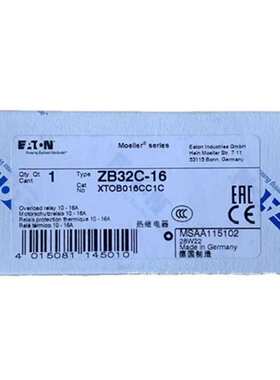 EATON
Powering Business Worldwide
Moeller® series
Eaton Industries GmbH
Hein-Moeller Str. 7-11
53115 Bonn, Germany
Qty. Qt.
Cant
1
Type
ZB32C-16
Cat
No
XTOB016CC1C
Overload relay 10 - 16A
Motorschutzrelais 10 - 16A
Relais protection thermique 10 - 16A
Relè termico 10 - 16A
热继电器
CCC
EAC
MSAA115102
28W22
Made in Germany
德国制造
4 015081 145010